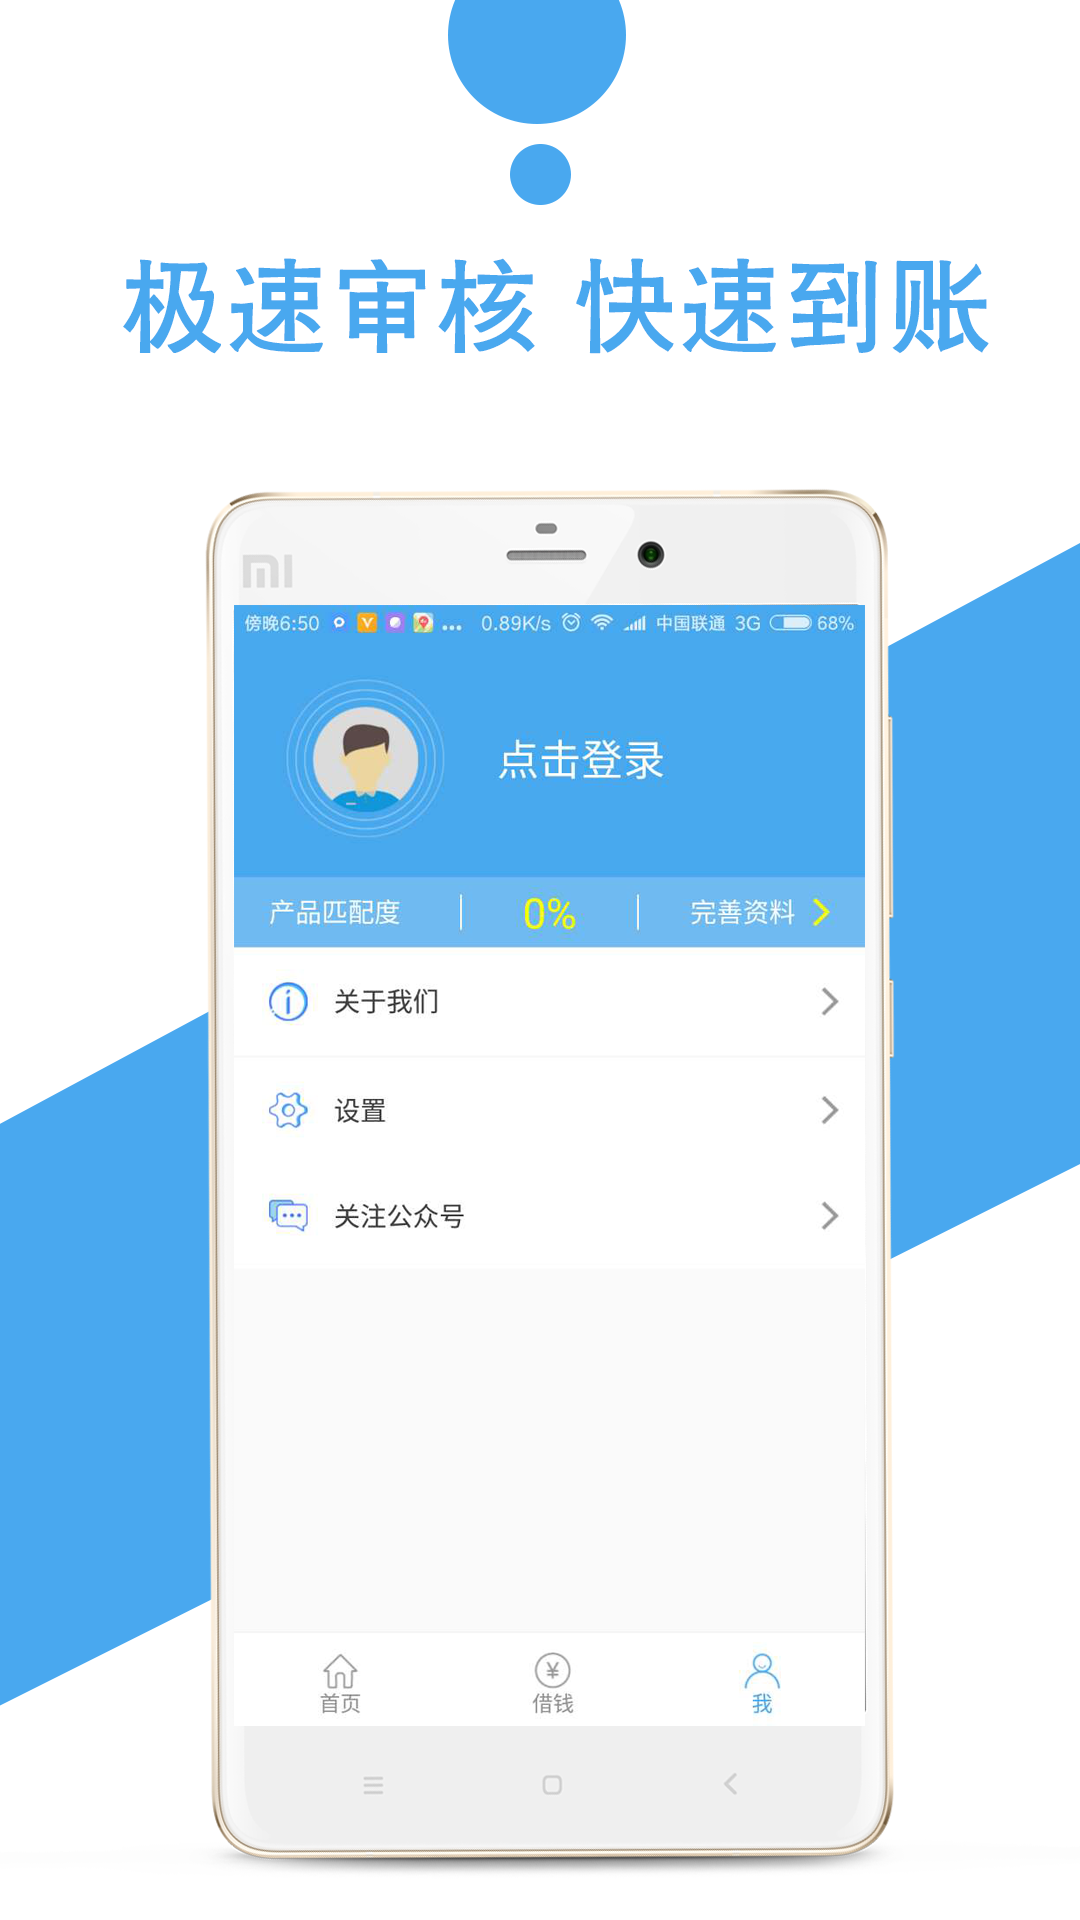 极速审核 快速到账
MI
傍晚6:50 ... 0.89K/s 中国联通 3G 68%
点击登录
产品匹配度 0% 完善资料
关于我们
设置
关注公众号
首页 借钱 我